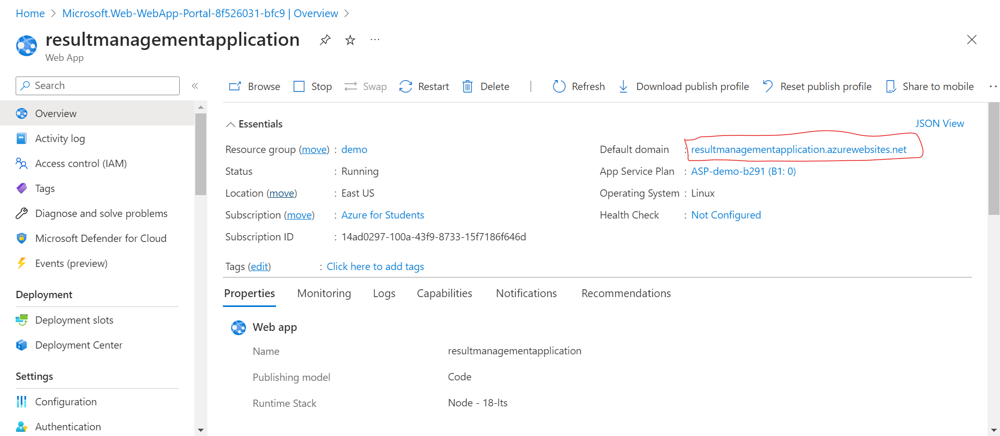 Home > Microsoft.Web-WebApp-Portal-8f526031-bfc9 | Overview >
resultmanagementapplication
Web App
Search
Browse Stop Swap Restart Delete | Refresh Download publish profile Reset publish profile Share to mobile
Overview
Activity log
Access control (IAM)
Tags
Diagnose and solve problems
Microsoft Defender for Cloud
Events (preview)
Deployment
Deployment slots
Deployment Center
Settings
Configuration
Authentication
Essentials
JSON View
Resource group (move) : demo
Status : Running
Location (move) : East US
Subscription (move) : Azure for Students
Subscription ID : 14ad0297-100a-43f9-8733-15f7186f646d
Default domain : resultmanagementapplication.azurewebsites.net
App Service Plan : ASP-demo-b291 (B1: 0)
Operating System : Linux
Health Check : Not Configured
Tags (edit) : Click here to add tags
Properties Monitoring Logs Capabilities Notifications Recommendations
Web app
Name resultmanagementapplication
Publishing model Code
Runtime Stack Node - 18-lts